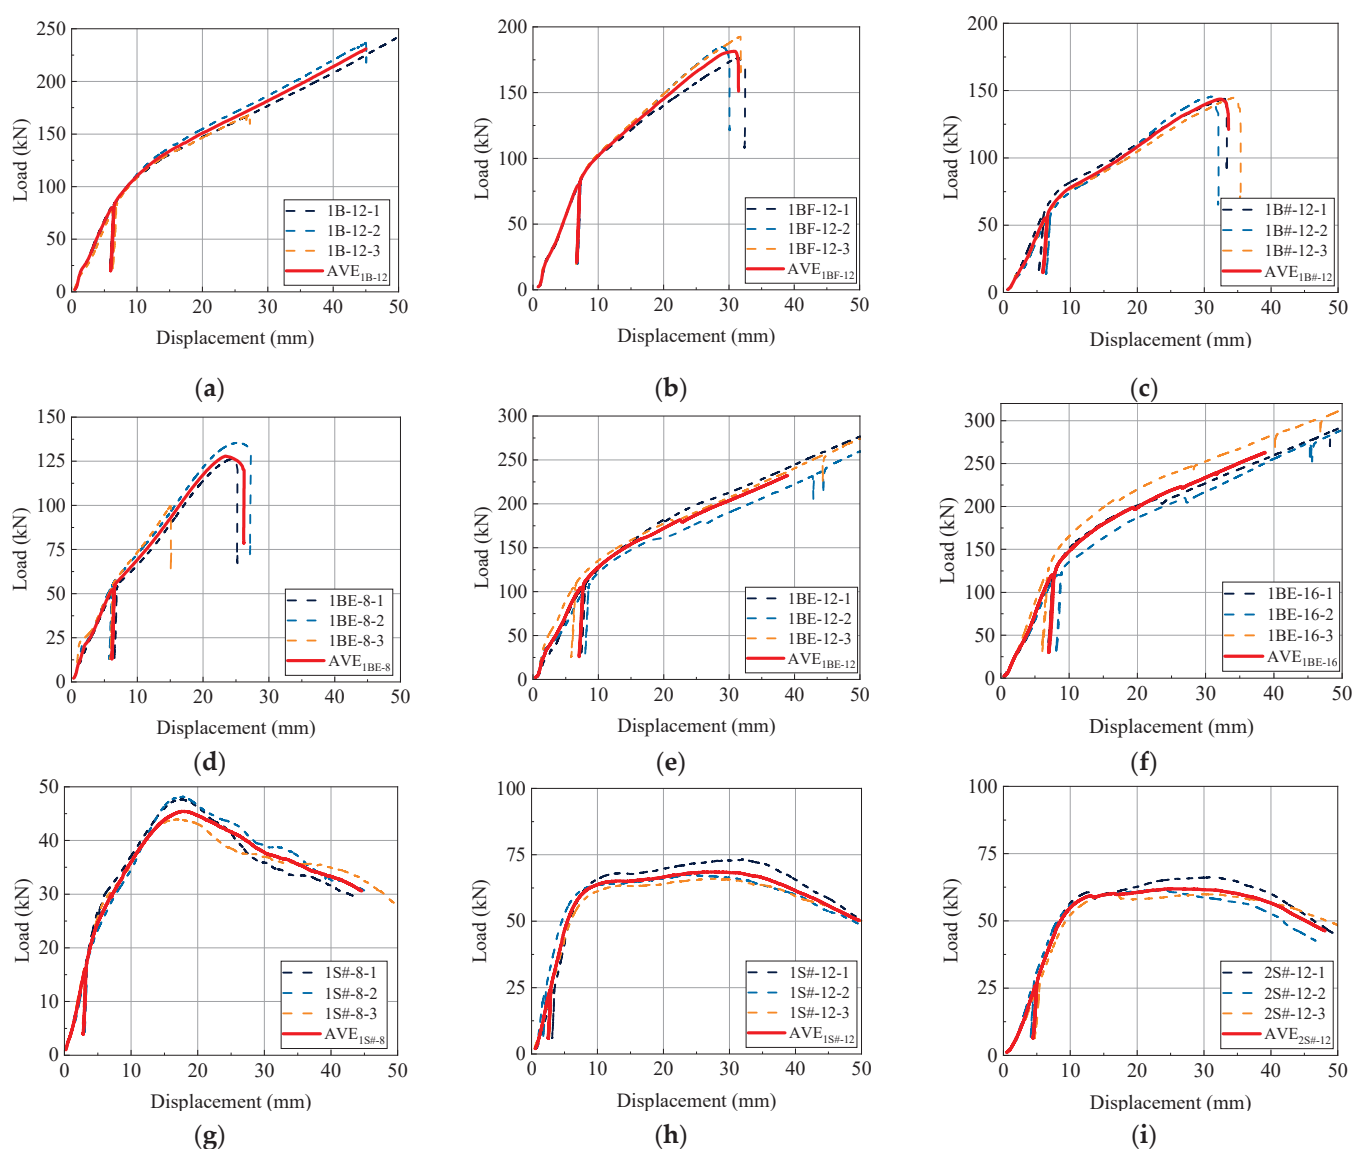 250
200
150
100
50
0
Load (kN)
1B-12-1
1B-12-2
1B-12-3
AVE1B-12
0 10 20 30 40 50
Displacement (mm)
(a)
200
175
150
125
100
75
50
25
0
Load (kN)
1BF-12-1
1BF-12-2
1BF-12-3
AVE1BF-12
0 10 20 30 40 50
Displacement (mm)
(b)
200
150
100
50
0
Load (kN)
1B#-12-1
1B#-12-2
1B#-12-3
AVE1B#-12
0 10 20 30 40 50
Displacement (mm)
(c)
150
125
100
75
50
25
0
Load (kN)
1BE-8-1
1BE-8-2
1BE-8-3
AVE1BE-8
0 10 20 30 40 50
Displacement (mm)
(d)
300
250
200
150
100
50
0
Load (kN)
1BE-12-1
1BE-12-2
1BE-12-3
AVE1BE-12
0 10 20 30 40 50
Displacement (mm)
(e)
300
250
200
150
100
50
0
Load (kN)
1BE-16-1
1BE-16-2
1BE-16-3
AVE1BE-16
0 10 20 30 40 50
Displacement (mm)
(f)
50
40
30
20
10
0
Load (kN)
1S#-8-1
1S#-8-2
1S#-8-3
AVE1S#-8
0 10 20 30 40 50
Displacement (mm)
(g)
100
75
50
25
0
Load (kN)
1S#-12-1
1S#-12-2
1S#-12-3
AVE1S#-12
0 10 20 30 40 50
Displacement (mm)
(h)
100
75
50
25
0
Load (kN)
2S#-12-1
2S#-12-2
2S#-12-3
AVE2S#-12
0 10 20 30 40 50
Displacement (mm)
(i)